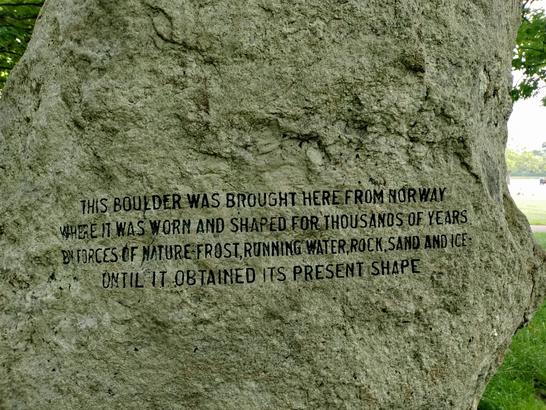 THIS BOULDER WAS BROUGHT HERE FROM NORWAY
WHERE IT WAS WORN AND SHAPED FOR THOUSANDS OF YEARS
BY FORCES OF NATURE-FROST, RUNNING WATER, ROCK, SAND AND ICE-
UNTIL IT OBTAINED ITS PRESENT SHAPE